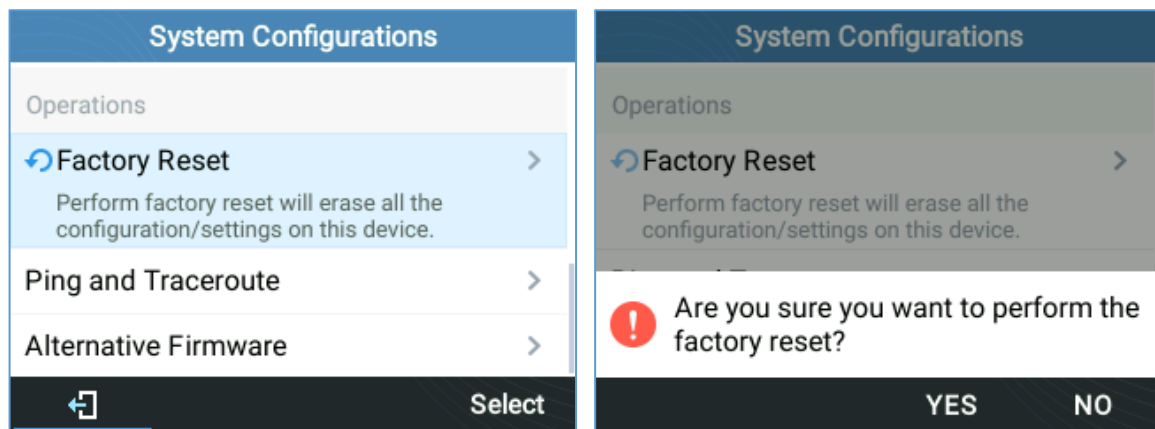 System Configurations
Operations
Factory Reset
Perform factory reset will erase all the
configuration/settings on this device.
Ping and Traceroute
Alternative Firmware
Select
System Configurations
Operations
Factory Reset
Perform factory reset will erase all the
configuration/settings on this device.
Are you sure you want to perform the
factory reset?
YES NO